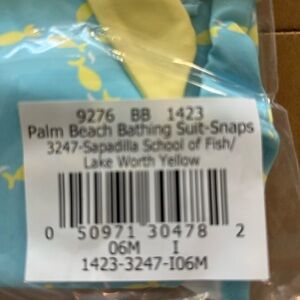 9276 BB 1423
Palm Beach Bathing Suit-Snaps
3247-Sapadilla School of Fish/
Lake Worth Yellow
0 50971 30478 2
06M I
1423-3247-I06M